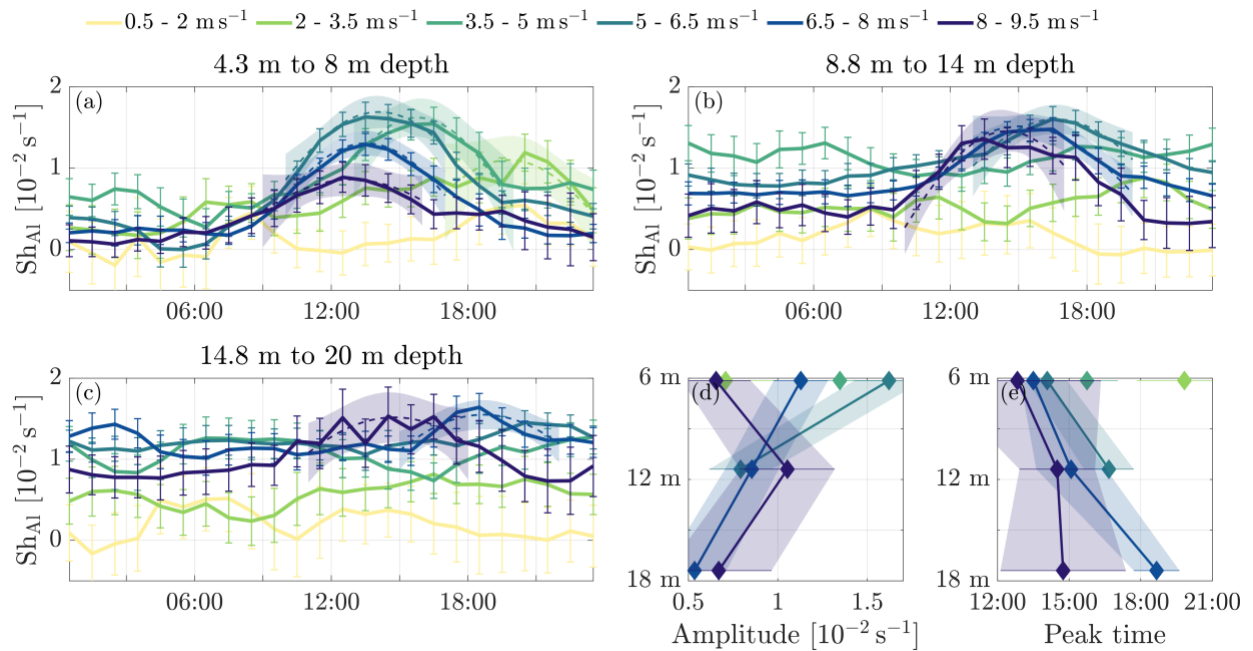 0.5 - 2 m s⁻¹ 2 - 3.5 m s⁻¹ 3.5 - 5 m s⁻¹ 5 - 6.5 m s⁻¹ 6.5 - 8 m s⁻¹ 8 - 9.5 m s⁻¹
4.3 m to 8 m depth
(a)
Sh_Al [10⁻² s⁻¹]
2
1
0
06:00 12:00 18:00
8.8 m to 14 m depth
(b)
Sh_Al [10⁻² s⁻¹]
2
1
0
06:00 12:00 18:00
14.8 m to 20 m depth
(c)
Sh_Al [10⁻² s⁻¹]
2
1
0
06:00 12:00 18:00
(d)
6 m
12 m
18 m
0.5 1 1.5
Amplitude [10⁻² s⁻¹]
(e)
6 m
12 m
18 m
12:00 15:00 18:00 21:00
Peak time